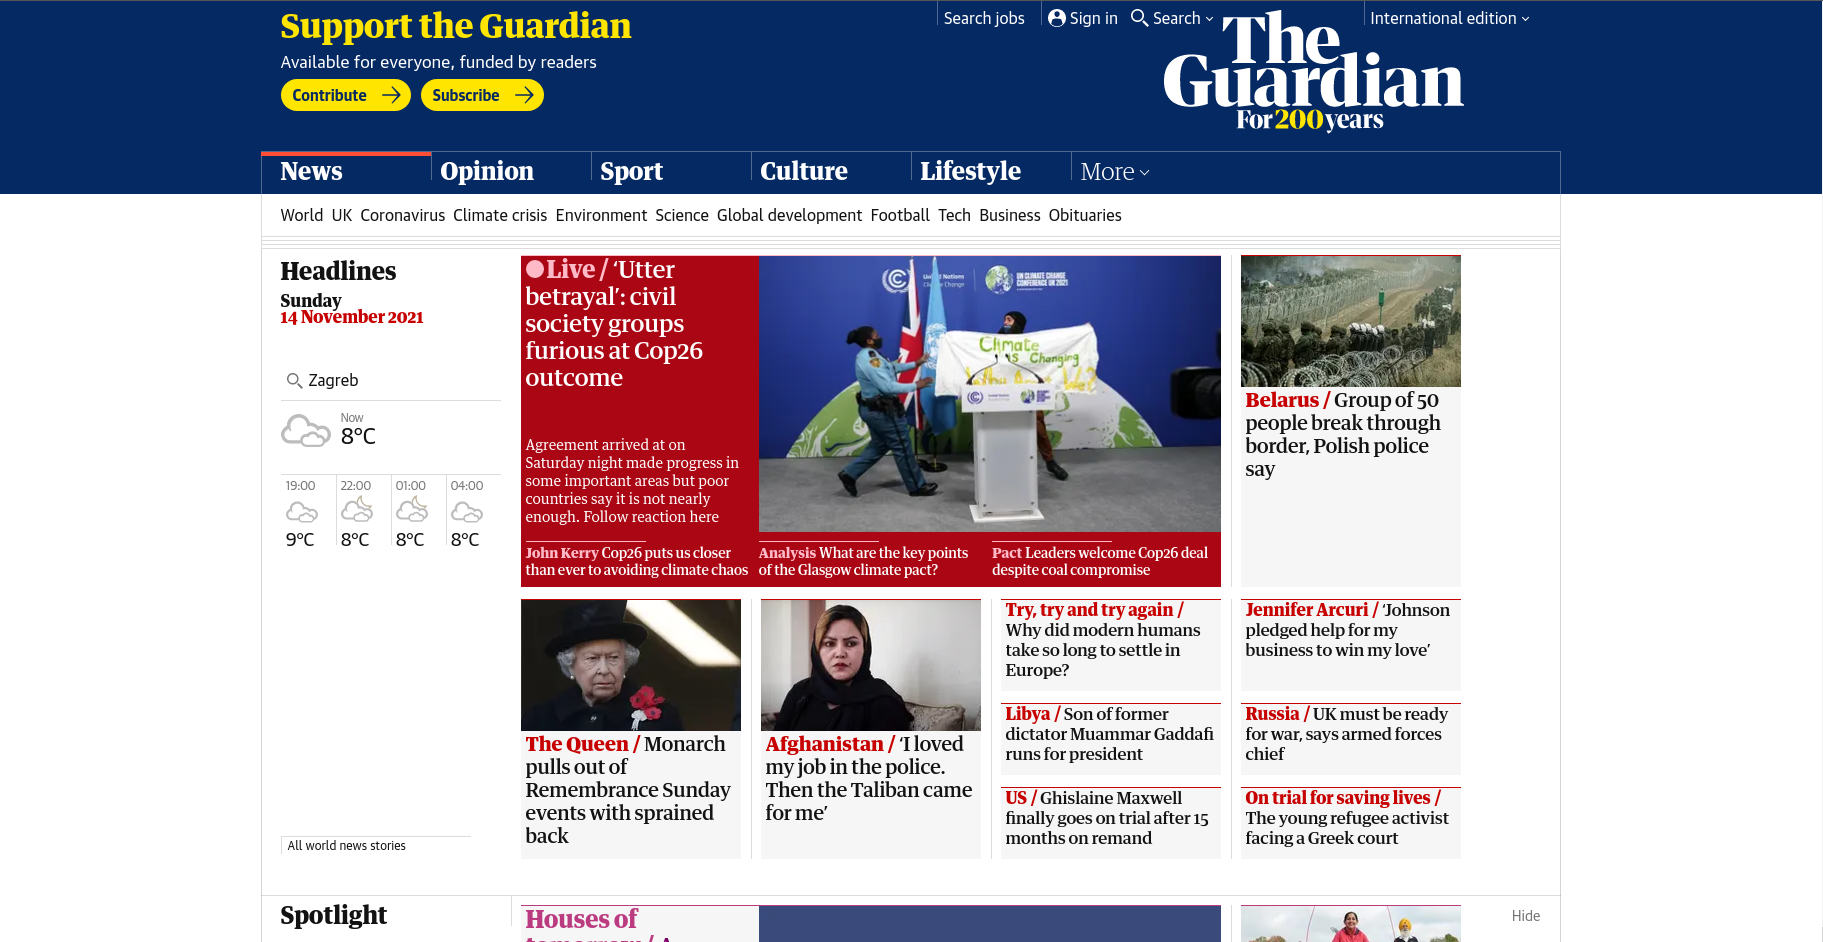 Support the Guardian
Available for everyone, funded by readers
Contribute
Subscribe
Search jobs
Sign in
Search
International edition
The
Guardian
For 200 years
News
Opinion
Sport
Culture
Lifestyle
More
World UK Coronavirus Climate crisis Environment Science Global development Football Tech Business Obituaries
Headlines
Sunday
14 November 2021
Zagreb
Now
8°C
19:00 22:00 01:00 04:00
9°C 8°C 8°C 8°C
All world news stories
Live / ‘Utter
betrayal’: civil
society groups
furious at Cop26
outcome
Agreement arrived at on
Saturday night made progress in
some important areas but poor
countries say it is not nearly
enough. Follow reaction here
United Nations
Climate Change
UN CLIMATE CHANGE
CONFERENCE UK 2021
Climate
is Changing
John Kerry Cop26 puts us closer
than ever to avoiding climate chaos
Analysis What are the key points
of the Glasgow climate pact?
Pact Leaders welcome Cop26 deal
despite coal compromise
Belarus / Group of 50
people break through
border, Polish police
say
The Queen / Monarch
pulls out of
Remembrance Sunday
events with sprained
back
Afghanistan / ‘I loved
my job in the police.
Then the Taliban came
for me’
Try, try and try again /
Why did modern humans
take so long to settle in
Europe?
Libya / Son of former
dictator Muammar Gaddafi
runs for president
US / Ghislaine Maxwell
finally goes on trial after 15
months on remand
Jennifer Arcuri / ‘Johnson
pledged help for my
business to win my love’
Russia / UK must be ready
for war, says armed forces
chief
On trial for saving lives /
The young refugee activist
facing a Greek court
Spotlight
Houses of
Hide